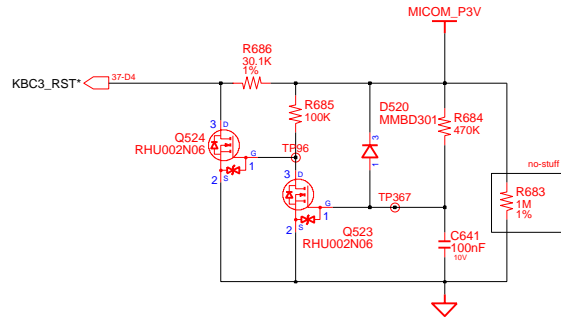 MICOM_P3V
R686
30.1K
1%
KBC3_RST*
37-D4
3
D
R685
100K
D520
MMBD301
3
1
R684
470K
Q524
RHU002N06
TP96
G
1
S
2
no-stuff
3
D
TP367
R683
1M
1%
G
1
S
2
Q523
RHU002N06
C641
100nF
10V